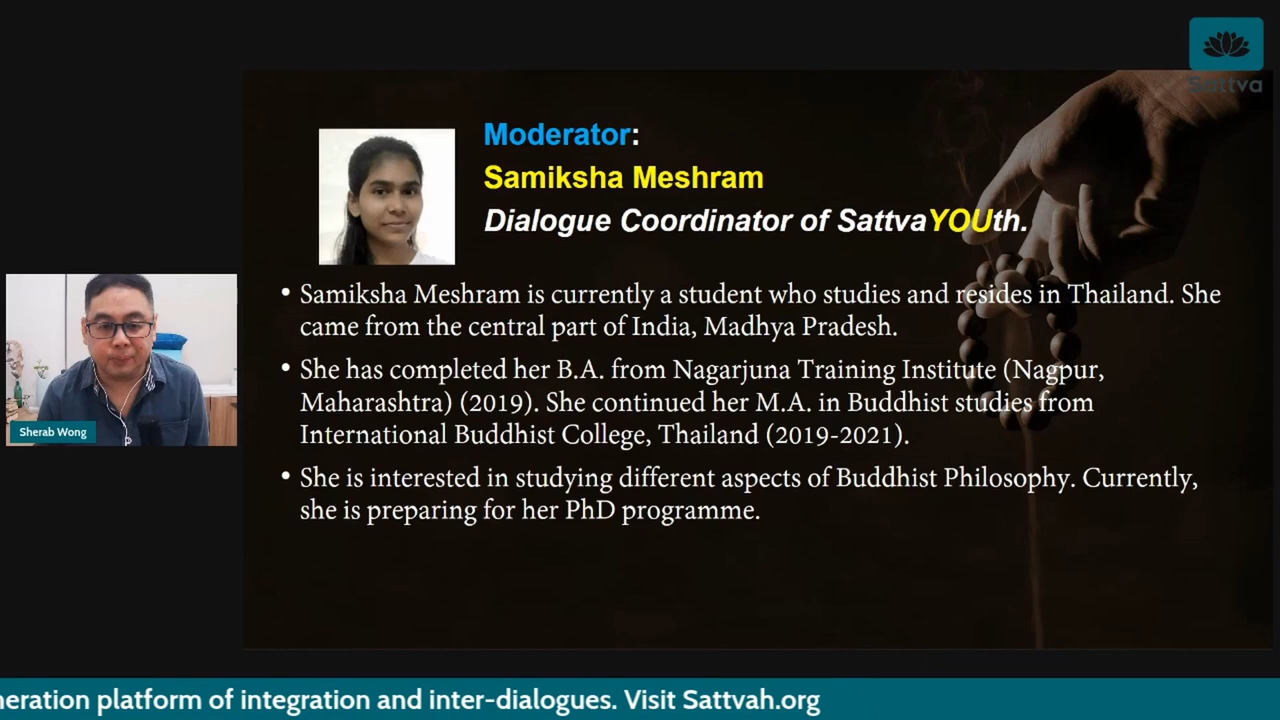 Sattva
Moderator:
Samiksha Meshram
Dialogue Coordinator of SattvaYOUth.
• Samiksha Meshram is currently a student who studies and resides in Thailand. She
came from the central part of India, Madhya Pradesh.
• She has completed her B.A. from Nagarjuna Training Institute (Nagpur,
Maharashtra) (2019). She continued her M.A. in Buddhist studies from
International Buddhist College, Thailand (2019-2021).
• She is interested in studying different aspects of Buddhist Philosophy. Currently,
she is preparing for her PhD programme.
Sherab Wong
neration platform of integration and inter-dialogues. Visit Sattvah.org